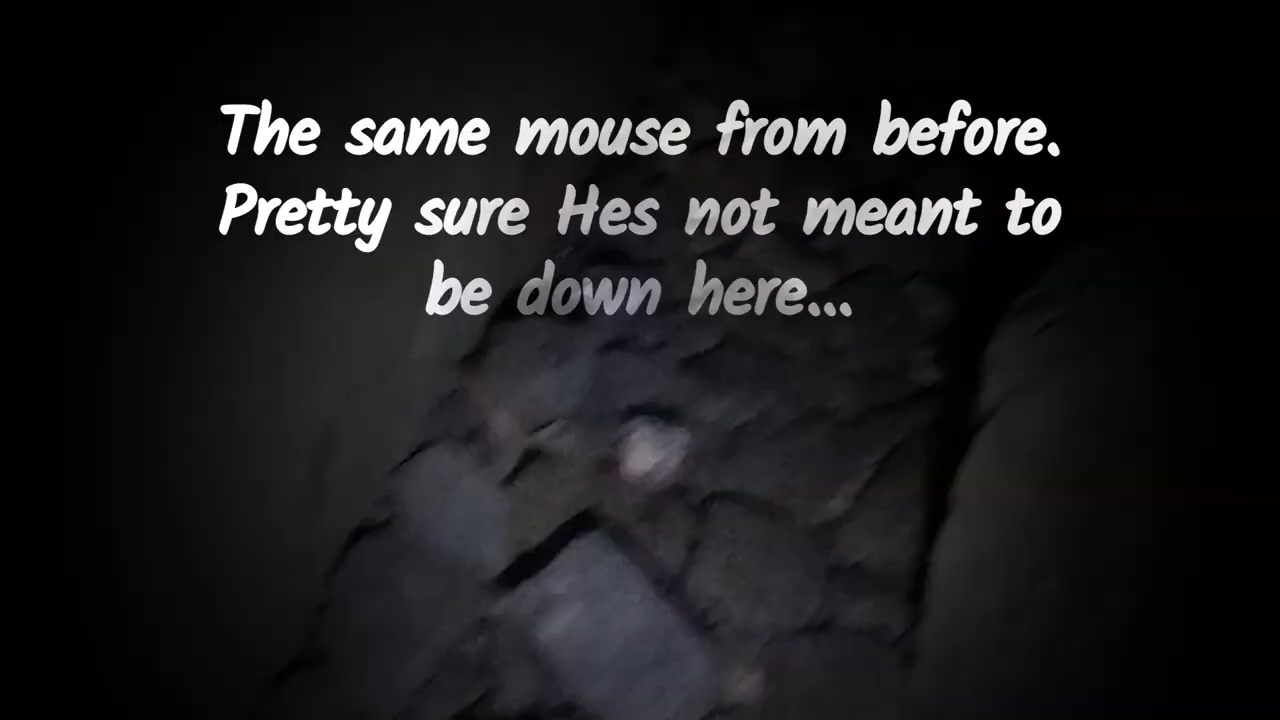 The same mouse from before.
Pretty sure Hes not meant to
be down here...